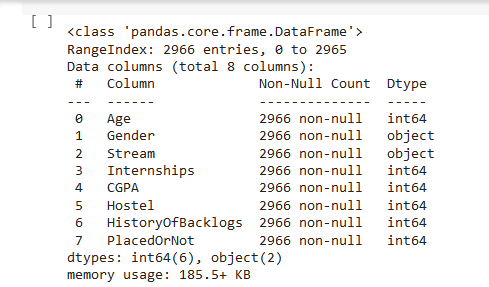 [ ]
<class 'pandas.core.frame.DataFrame'>
RangeIndex: 2966 entries, 0 to 2965
Data columns (total 8 columns):
 #   Column            Non-Null Count  Dtype
---  ------            --------------  -----
 0   Age               2966 non-null   int64
 1   Gender            2966 non-null   object
 2   Stream            2966 non-null   object
 3   Internships       2966 non-null   int64
 4   CGPA              2966 non-null   int64
 5   Hostel            2966 non-null   int64
 6   HistoryOfBacklogs 2966 non-null   int64
 7   PlacedOrNot       2966 non-null   int64
dtypes: int64(6), object(2)
memory usage: 185.5+ KB